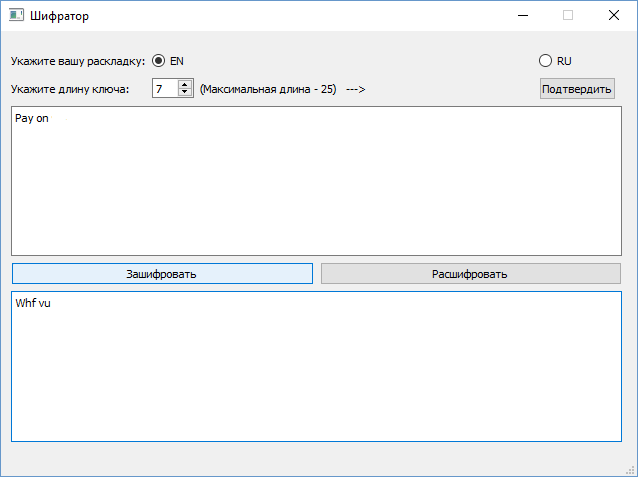 Шифратор
Укажите вашу раскладку: EN RU
Укажите длину ключа: 7 (Максимальная длина - 25) ---> Подтвердить
Pay on
Зашифровать Расшифровать
Whf vu